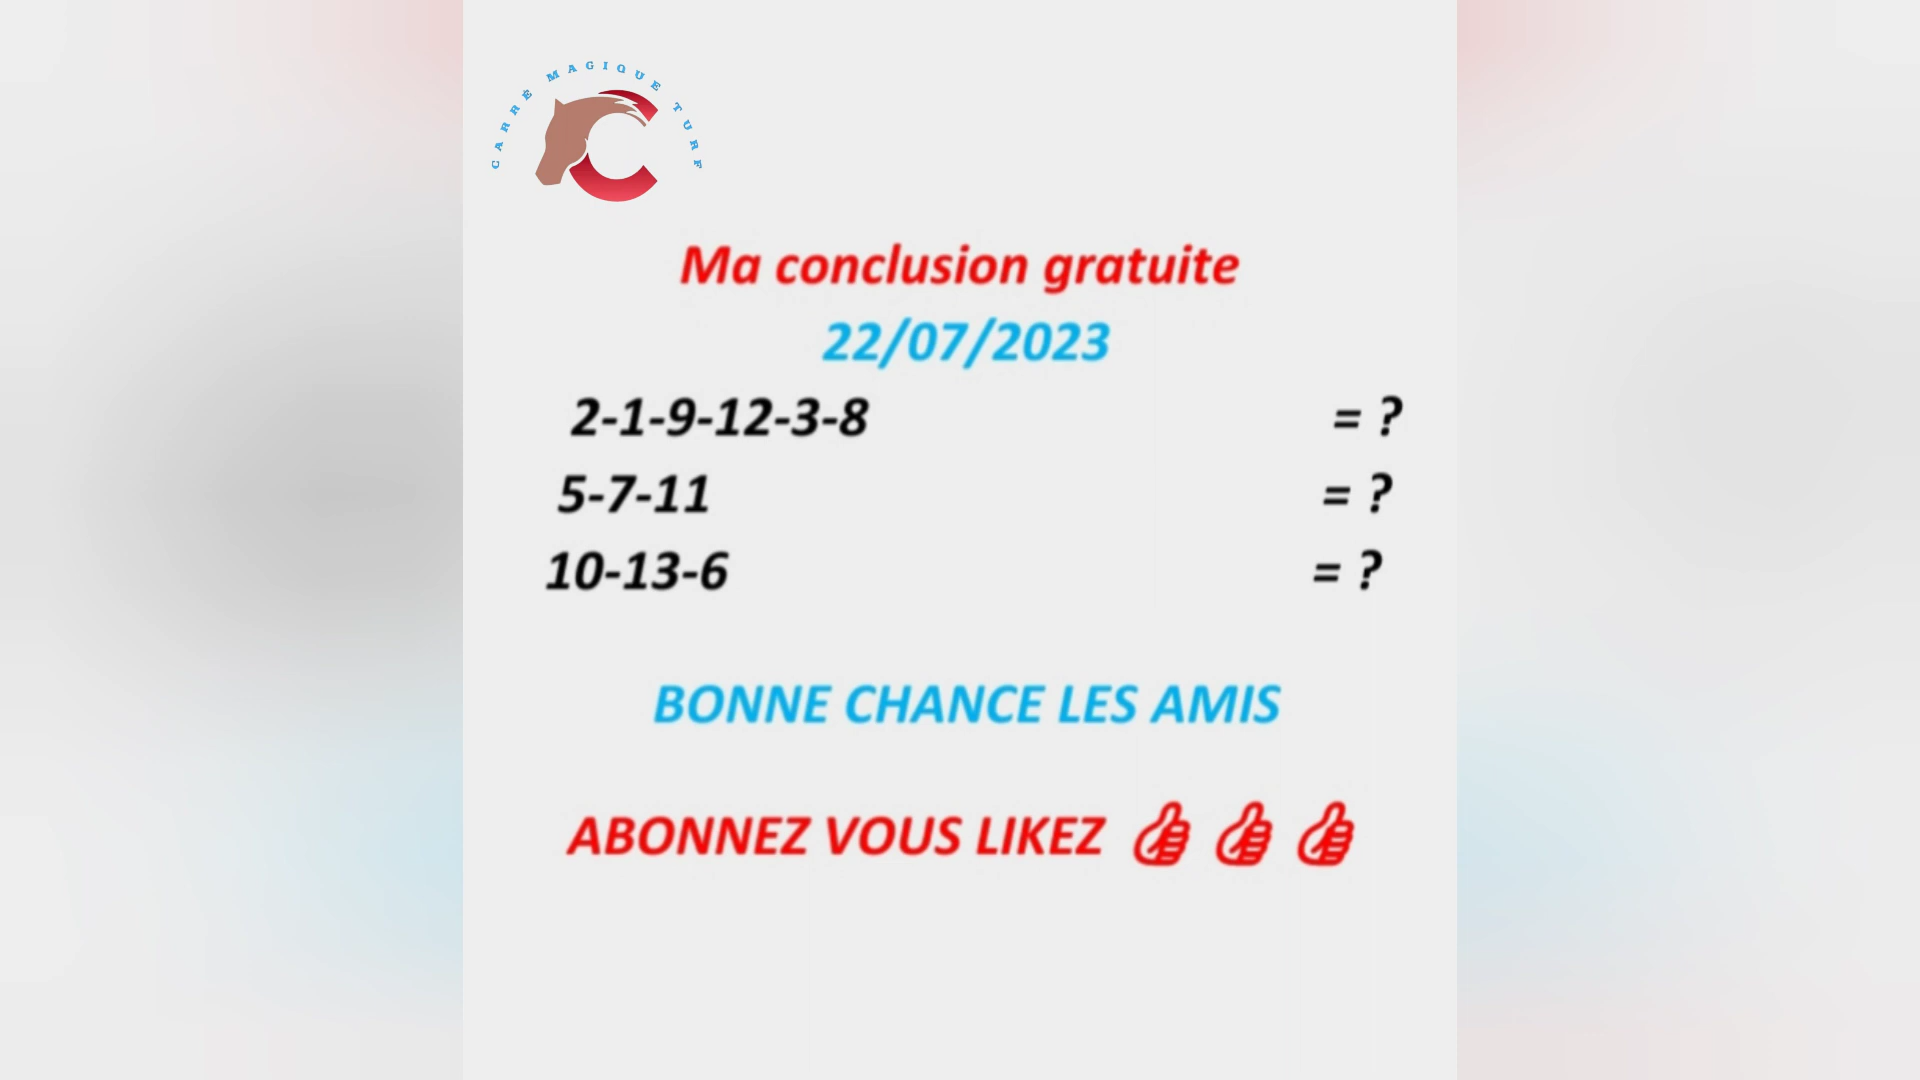 CARRÉ MAGIQUE TURF
Ma conclusion gratuite
22/07/2023
2-1-9-12-3-8 = ?
5-7-11 = ?
10-13-6 = ?
BONNE CHANCE LES AMIS
ABONNEZ VOUS LIKEZ 👍 👍 👍